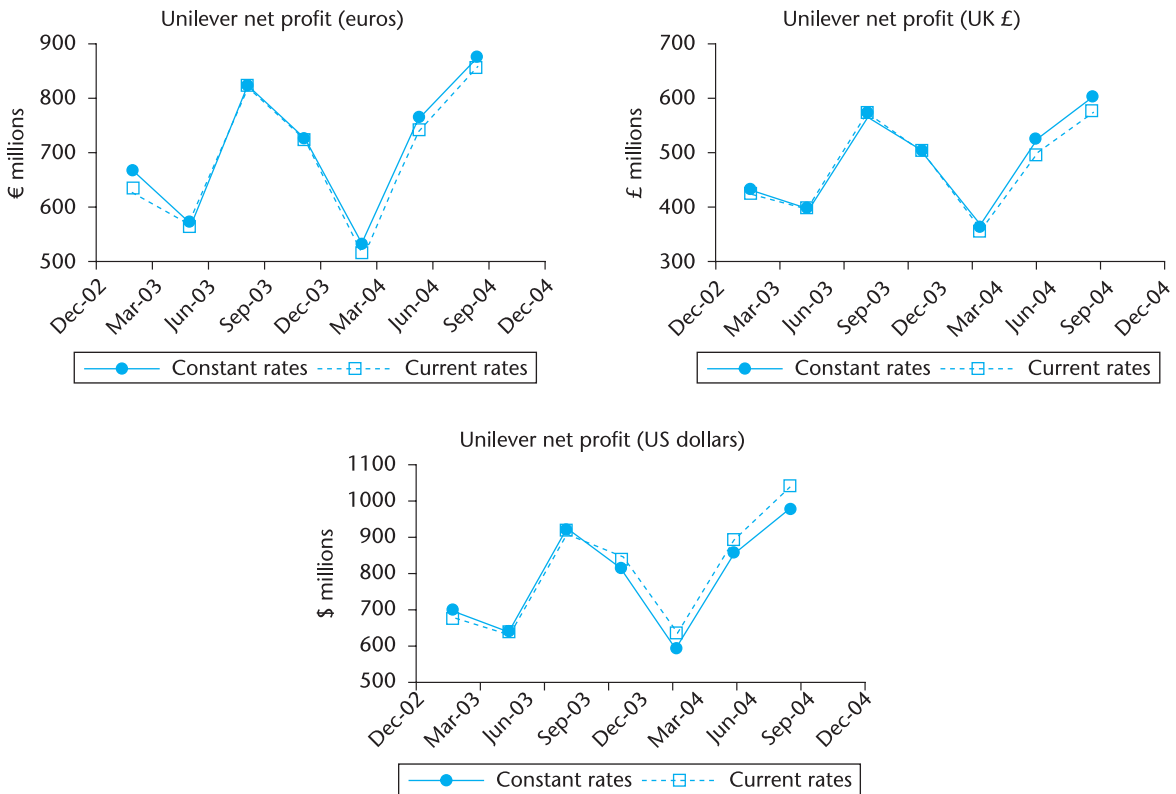 Unilever net profit (euros)
900
800
700
600
500
€ millions
Dec-02
Mar-03
Jun-03
Sep-03
Dec-03
Mar-04
Jun-04
Sep-04
Dec-04
Constant rates
Current rates
Unilever net profit (UK £)
700
600
500
400
300
£ millions
Dec-02
Mar-03
Jun-03
Sep-03
Dec-03
Mar-04
Jun-04
Sep-04
Dec-04
Constant rates
Current rates
Unilever net profit (US dollars)
1100
1000
900
800
700
600
500
$ millions
Dec-02
Mar-03
Jun-03
Sep-03
Dec-03
Mar-04
Jun-04
Sep-04
Dec-04
Constant rates
Current rates